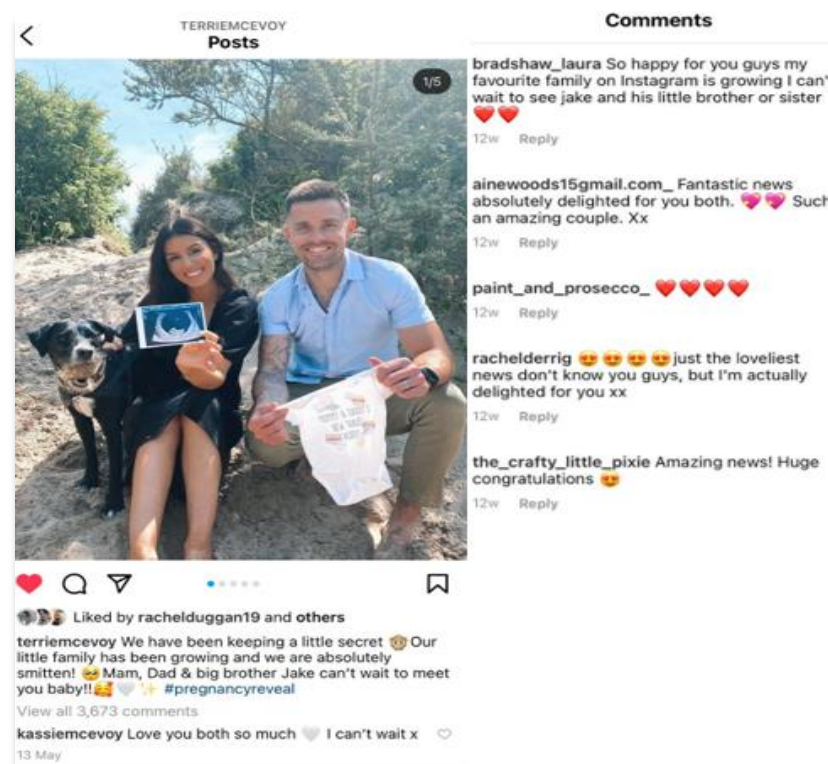 TERRIEMCEVOY
Posts
1/5
Liked by rachelduggan19 and others
terriemcevoy We have been keeping a little secret 🙊 Our
little family has been growing and we are absolutely
smitten! 🥹 Mam, Dad & big brother Jake can't wait to meet
you baby!!🥰🤍✨ #pregnancyreveal
View all 3,673 comments
kassiemcevoy Love you both so much 🤍 I can't wait x
13 May
Comments
bradshaw_laura So happy for you guys my
favourite family on Instagram is growing I can'
wait to see jake and his little brother or sister
❤️❤️
12w Reply
ainewoods15gmail.com_ Fantastic news
absolutely delighted for you both. 💖💖 Such
an amazing couple. Xx
12w Reply
paint_and_prosecco_ ❤️❤️❤️❤️
12w Reply
rachelderrig 😍😍😍😍just the loveliest
news don't know you guys, but I'm actually
delighted for you xx
12w Reply
the_crafty_little_pixie Amazing news! Huge
congratulations 😍
12w Reply